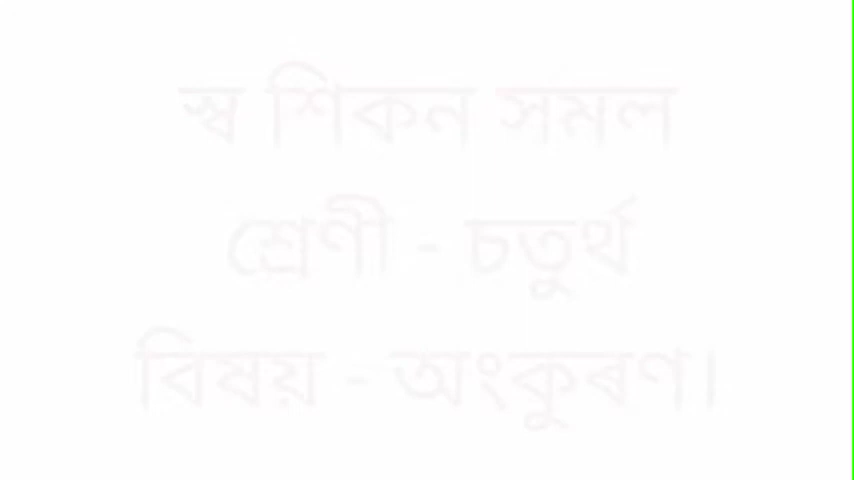 স্ব শিকন সমল
শ্ৰেণী - চতুৰ্থ
বিষয় - অংকুৰণ।